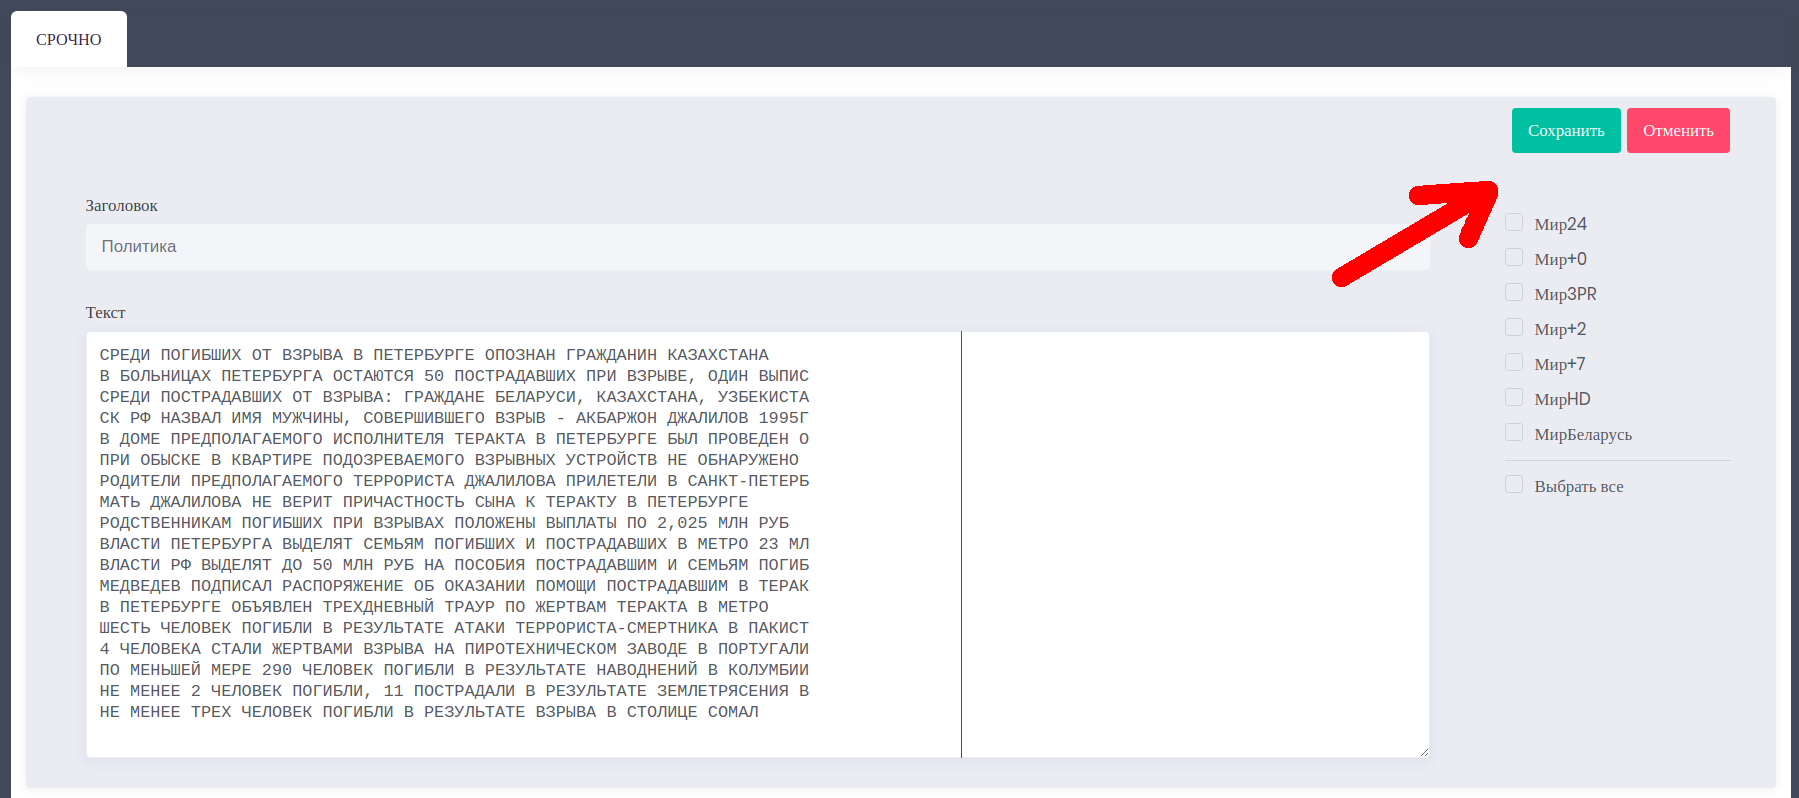 СРОЧНО
Сохранить
Отменить
Заголовок
Политика
Текст
СРЕДИ ПОГИБШИХ ОТ ВЗРЫВА В ПЕТЕРБУРГЕ ОПОЗНАН ГРАЖДАНИН КАЗАХСТАНА
В БОЛЬНИЦАХ ПЕТЕРБУРГА ОСТАЮТСЯ 50 ПОСТРАДАВШИХ ПРИ ВЗРЫВЕ, ОДИН ВЫПИС
СРЕДИ ПОСТРАДАВШИХ ОТ ВЗРЫВА: ГРАЖДАНЕ БЕЛАРУСИ, КАЗАХСТАНА, УЗБЕКИСТА
СК РФ НАЗВАЛ ИМЯ МУЖЧИНЫ, СОВЕРШИВШЕГО ВЗРЫВ - АКБАРЖОН ДЖАЛИЛОВ 1995Г
В ДОМЕ ПРЕДПОЛАГАЕМОГО ИСПОЛНИТЕЛЯ ТЕРАКТА В ПЕТЕРБУРГЕ БЫЛ ПРОВЕДЕН О
ПРИ ОБЫСКЕ В КВАРТИРЕ ПОДОЗРЕВАЕМОГО ВЗРЫВНЫХ УСТРОЙСТВ НЕ ОБНАРУЖЕНО
РОДИТЕЛИ ПРЕДПОЛАГАЕМОГО ТЕРРОРИСТА ДЖАЛИЛОВА ПРИЛЕТЕЛИ В САНКТ-ПЕТЕРБ
МАТЬ ДЖАЛИЛОВА НЕ ВЕРИТ ПРИЧАСТНОСТЬ СЫНА К ТЕРАКТУ В ПЕТЕРБУРГЕ
РОДСТВЕННИКАМ ПОГИБШИХ ПРИ ВЗРЫВАХ ПОЛОЖЕНЫ ВЫПЛАТЫ ПО 2,025 МЛН РУБ
ВЛАСТИ ПЕТЕРБУРГА ВЫДЕЛЯТ СЕМЬЯМ ПОГИБШИХ И ПОСТРАДАВШИХ В МЕТРО 23 МЛ
ВЛАСТИ РФ ВЫДЕЛЯТ ДО 50 МЛН РУБ НА ПОСОБИЯ ПОСТРАДАВШИМ И СЕМЬЯМ ПОГИБ
МЕДВЕДЕВ ПОДПИСАЛ РАСПОРЯЖЕНИЕ ОБ ОКАЗАНИИ ПОМОЩИ ПОСТРАДАВШИМ В ТЕРАК
В ПЕТЕРБУРГЕ ОБЪЯВЛЕН ТРЕХДНЕВНЫЙ ТРАУР ПО ЖЕРТВАМ ТЕРАКТА В МЕТРО
ШЕСТЬ ЧЕЛОВЕК ПОГИБЛИ В РЕЗУЛЬТАТЕ АТАКИ ТЕРРОРИСТА-СМЕРТНИКА В ПАКИСТ
4 ЧЕЛОВЕКА СТАЛИ ЖЕРТВАМИ ВЗРЫВА НА ПИРОТЕХНИЧЕСКОМ ЗАВОДЕ В ПОРТУГАЛИ
ПО МЕНЬШЕЙ МЕРЕ 290 ЧЕЛОВЕК ПОГИБЛИ В РЕЗУЛЬТАТЕ НАВОДНЕНИЙ В КОЛУМБИИ
НЕ МЕНЕЕ 2 ЧЕЛОВЕК ПОГИБЛИ, 11 ПОСТРАДАЛИ В РЕЗУЛЬТАТЕ ЗЕМЛЕТРЯСЕНИЯ В
НЕ МЕНЕЕ ТРЕХ ЧЕЛОВЕК ПОГИБЛИ В РЕЗУЛЬТАТЕ ВЗРЫВА В СТОЛИЦЕ СОМАЛ
Мир24
Мир+0
Мир3PR
Мир+2
Мир+7
МирHD
МирБеларусь
Выбрать все